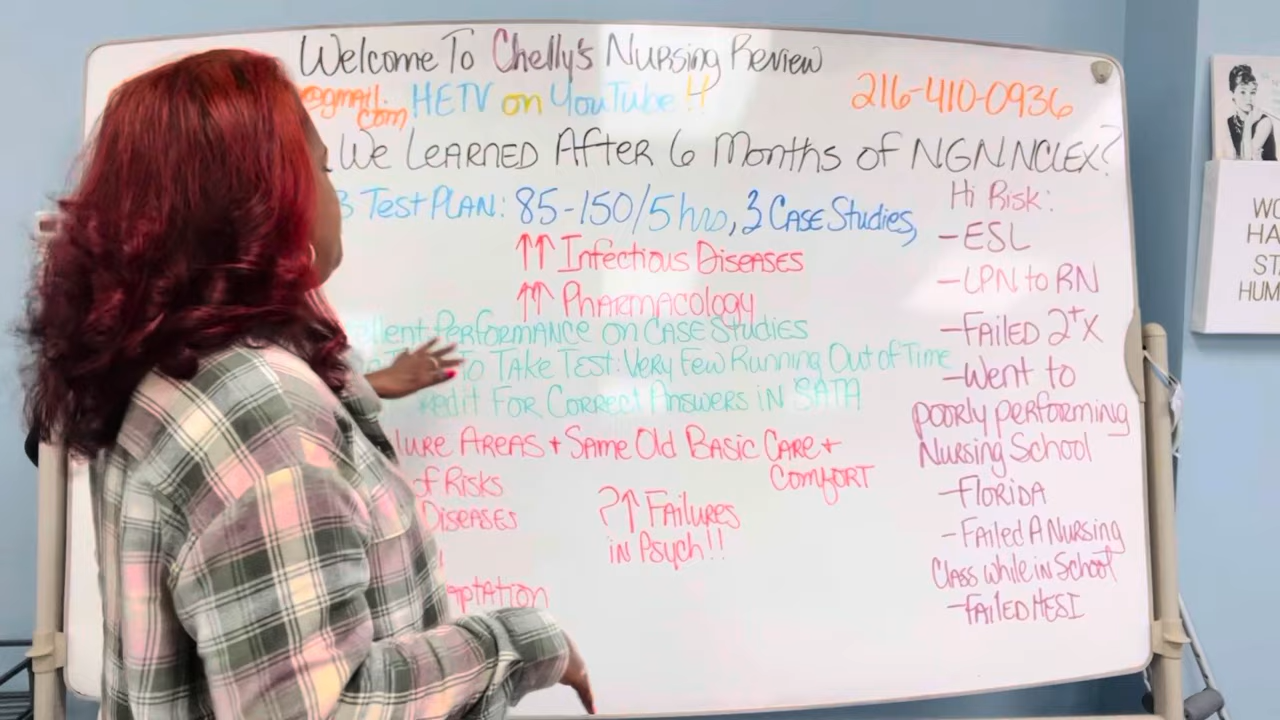 Welcome To Chelly's Nursing Review
@gmail.com HETV on YouTube!! 216-410-0936
We Learned After 6 Months of NGN NCLEX?
3 Test Plan: 85-150/5 hrs, 3 Case Studies,
↑↑ Infectious Diseases
↑↑ Pharmacology
Performance on Case Studies
To Take Test: Very Few Running Out of Time
For Correct Answers in SATA
Areas + Same Old Basic Care +
Comfort
of Risks
Diseases
?↑ Failures
in Psych!!
Hi Risk:
-ESL
-LPN to RN
-Failed 2+ X
-Went to
poorly performing
Nursing School
-Florida
-Failed A Nursing
Class while in School
-Failed HESI
WO
HA
ST
HUM